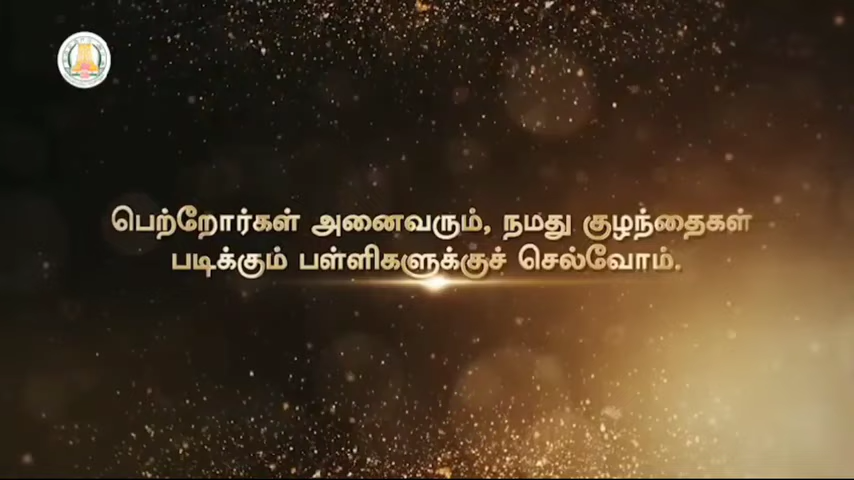 பெற்றோர்கள் அனைவரும், நமது குழந்தைகள்
படிக்கும் பள்ளிகளுக்குச் செல்வோம்.